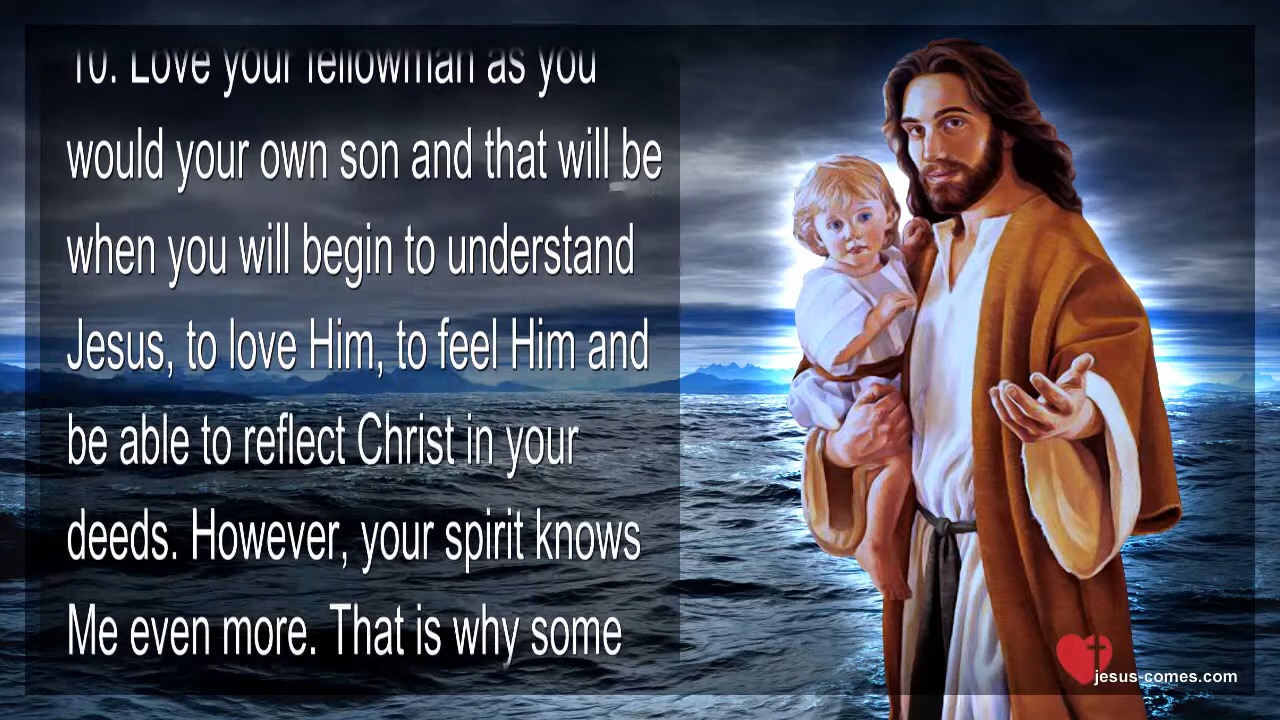 10. Love your fellowman as you
would your own son and that will be
when you will begin to understand
Jesus, to love Him, to feel Him and
be able to reflect Christ in your
deeds. However, your spirit knows
Me even more. That is why some
jesus-comes.com